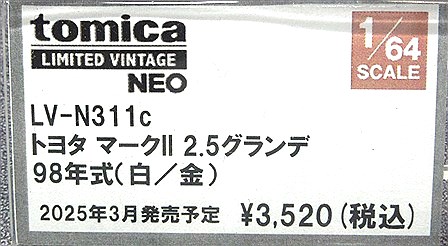 tomica
LIMITED VINTAGE
NEO
1/64
SCALE
LV-N311c
トヨタ マークII 2.5グランデ
98年式(白/金)
2025年3月発売予定 ¥3,520(税込)